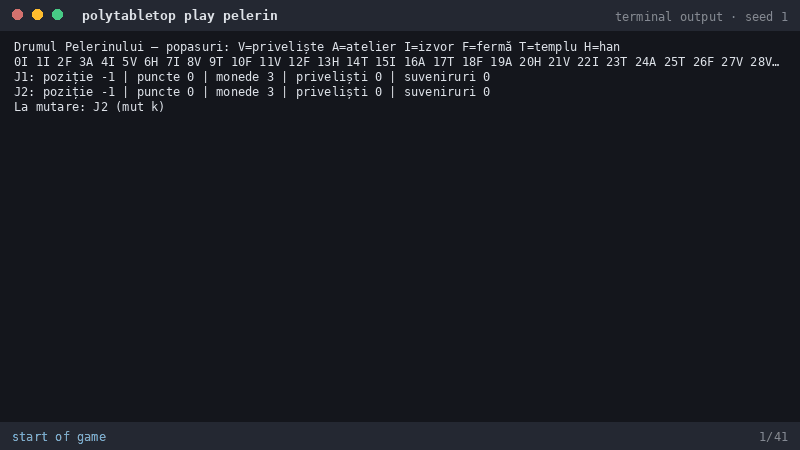 polytabletop play pelerin
terminal output · seed 1
Drumul Pelerinului — popasuri: V=priveliște A=atelier I=izvor F=fermă T=templu H=han
0I 1I 2F 3A 4I 5V 6H 7I 8V 9T 10F 11V 12F 13H 14T 15I 16A 17T 18F 19A 20H 21V 22I 23T 24A 25T 26F 27V 28V…
J1: poziție -1 | puncte 0 | monede 3 | priveliști 0 | suveniruri 0
J2: poziție -1 | puncte 0 | monede 3 | priveliști 0 | suveniruri 0
La mutare: J2 (mut k)
start of game
1/41